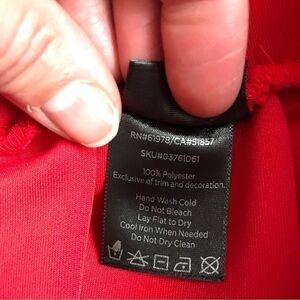 RN#61978/CA#51857
SKU#03761061
100% Polyester
Exclusive of trim and decoration.
Hand Wash Cold
Do Not Bleach
Lay Flat to Dry
Cool Iron When Needed
Do Not Dry Clean